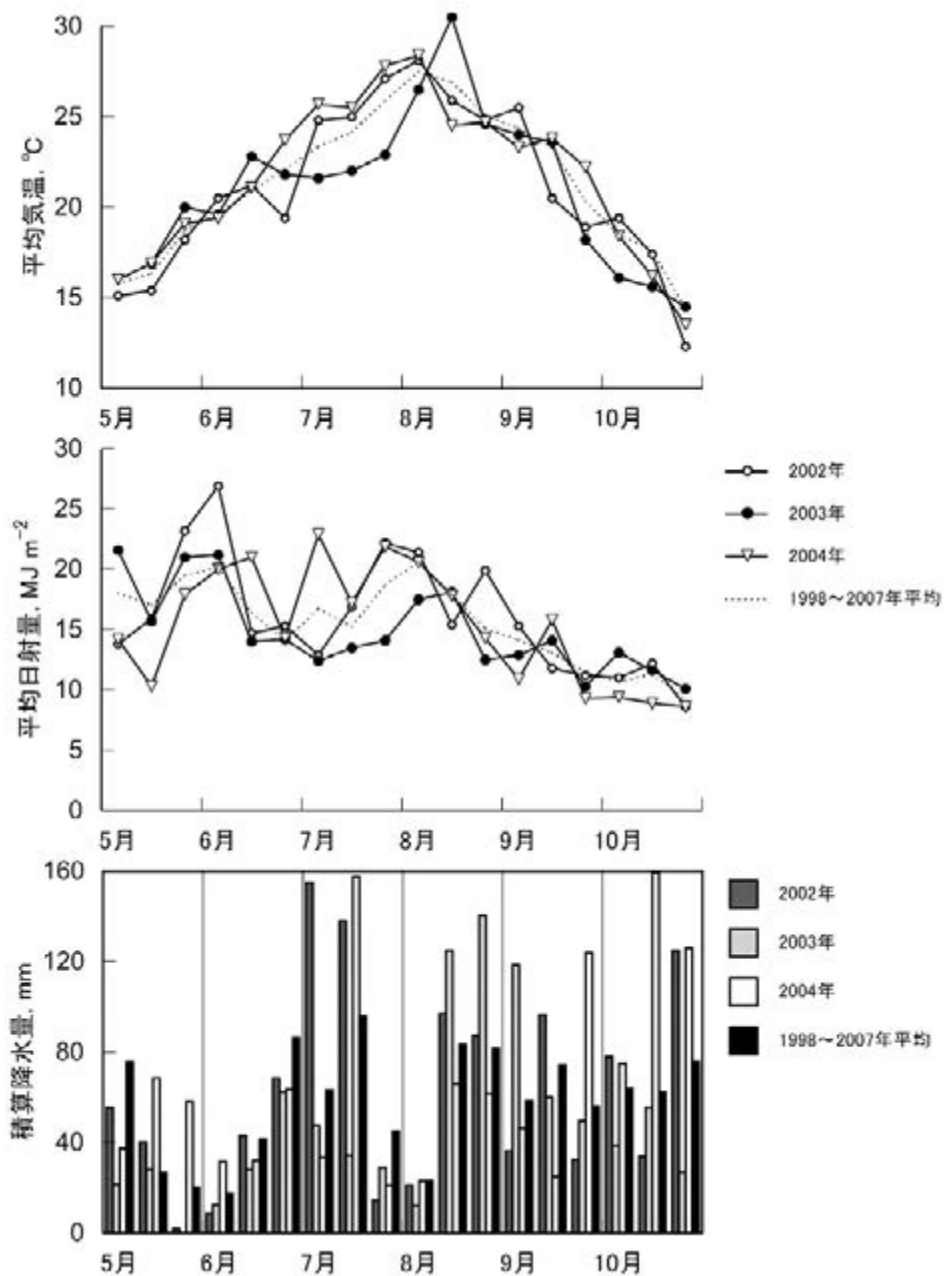 平均気温, ℃
30
25
20
15
10
5月 6月 7月 8月 9月 10月
平均日射量, MJ m⁻²
30
25
20
15
10
5
0
5月 6月 7月 8月 9月 10月
2002年
2003年
2004年
1998～2007年平均
積算降水量, mm
160
120
80
40
0
5月 6月 7月 8月 9月 10月
2002年
2003年
2004年
1998～2007年平均